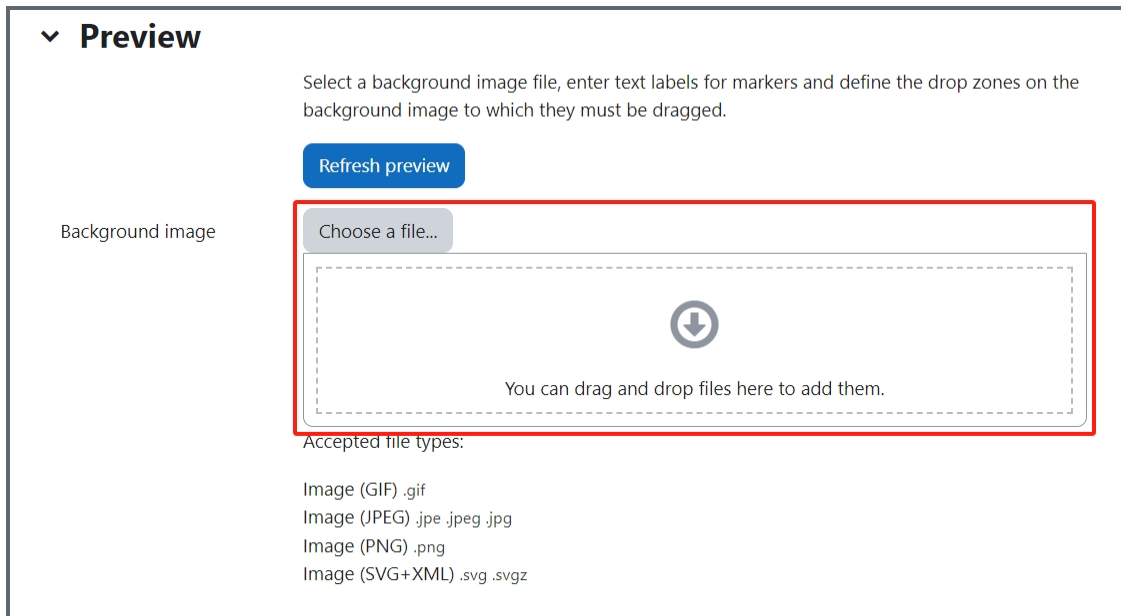 Preview
Select a background image file, enter text labels for markers and define the drop zones on the
background image to which they must be dragged.
Refresh preview
Background image
Choose a file...
You can drag and drop files here to add them.
Accepted file types:
Image (GIF) .gif
Image (JPEG) .jpe .jpeg .jpg
Image (PNG) .png
Image (SVG+XML) .svg .svgz